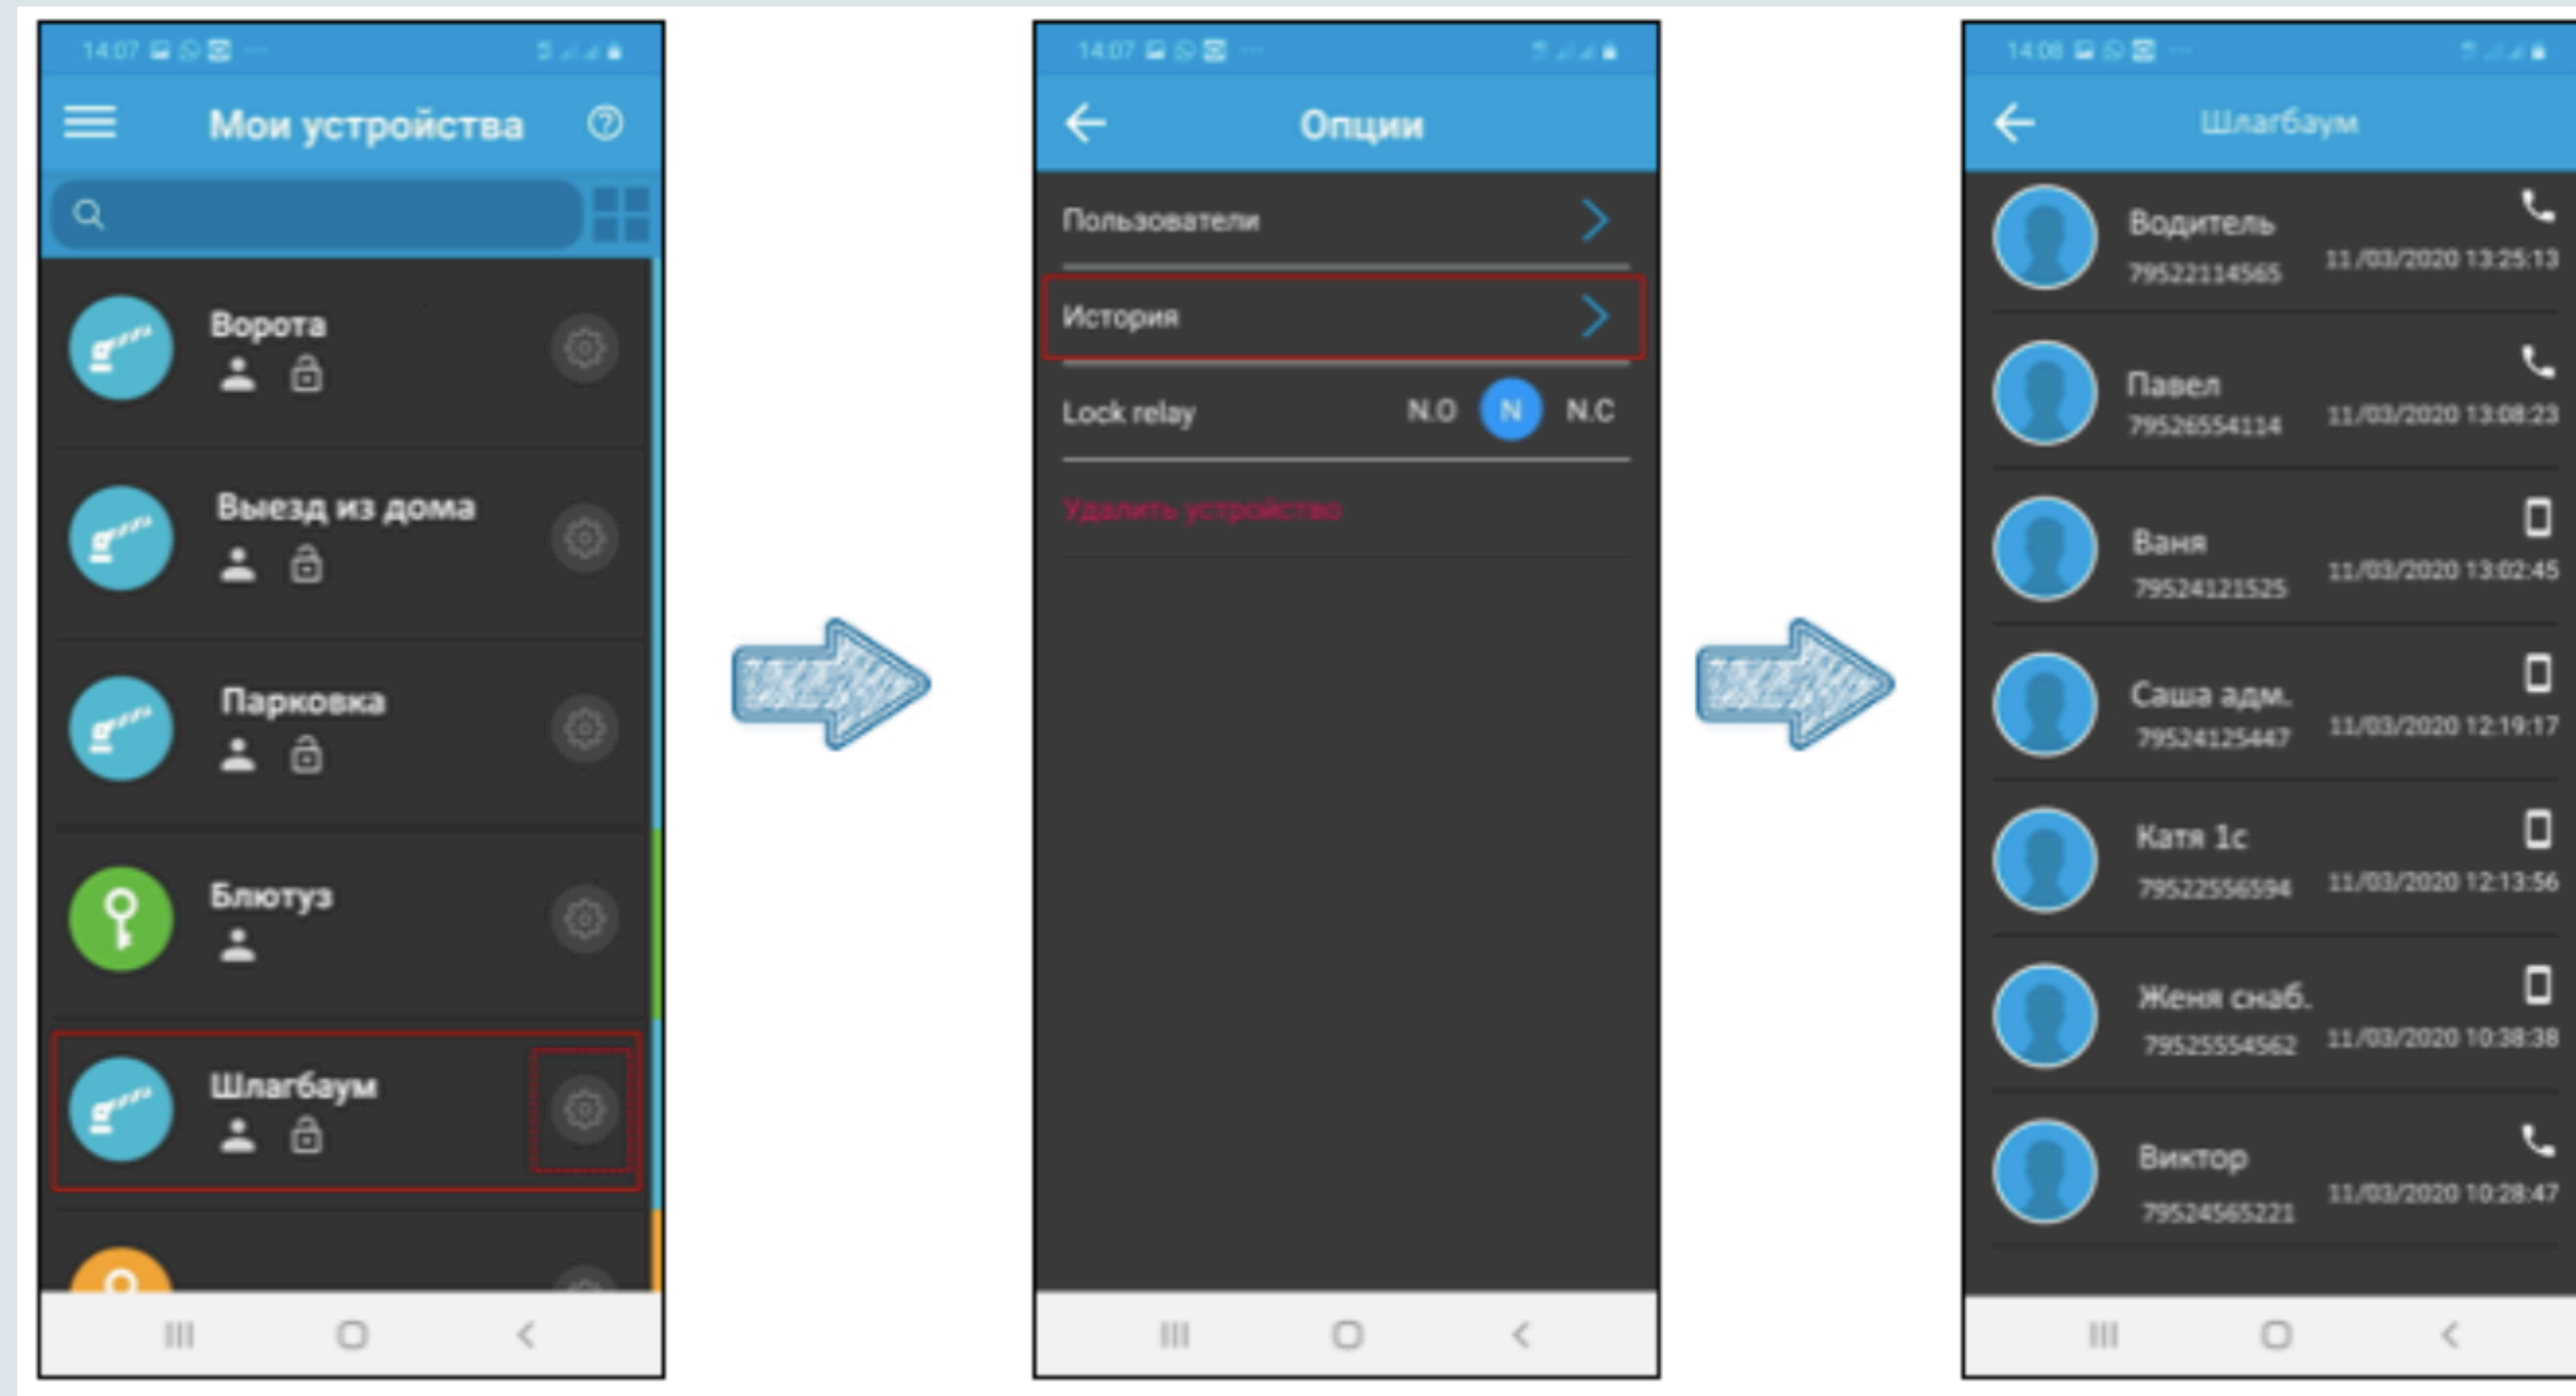 14:07
Мои устройства
Ворота
Выезд из дома
Парковка
Блютуз
Шлагбаум
14:07
Опции
Пользователи
История
Lock relay N.O N N.C
Удалить устройство
14:08
Шлагбаум
Водитель
79522114565 11/03/2020 13:25:13
Павел
79526554114 11/03/2020 13:08:23
Ваня
79524121525 11/03/2020 13:02:45
Саша адм.
79524125447 11/03/2020 12:19:17
Катя 1с
79522556594 11/03/2020 12:13:56
Женя снаб.
79525554562 11/03/2020 10:38:38
Виктор
79524565221 11/03/2020 10:28:47